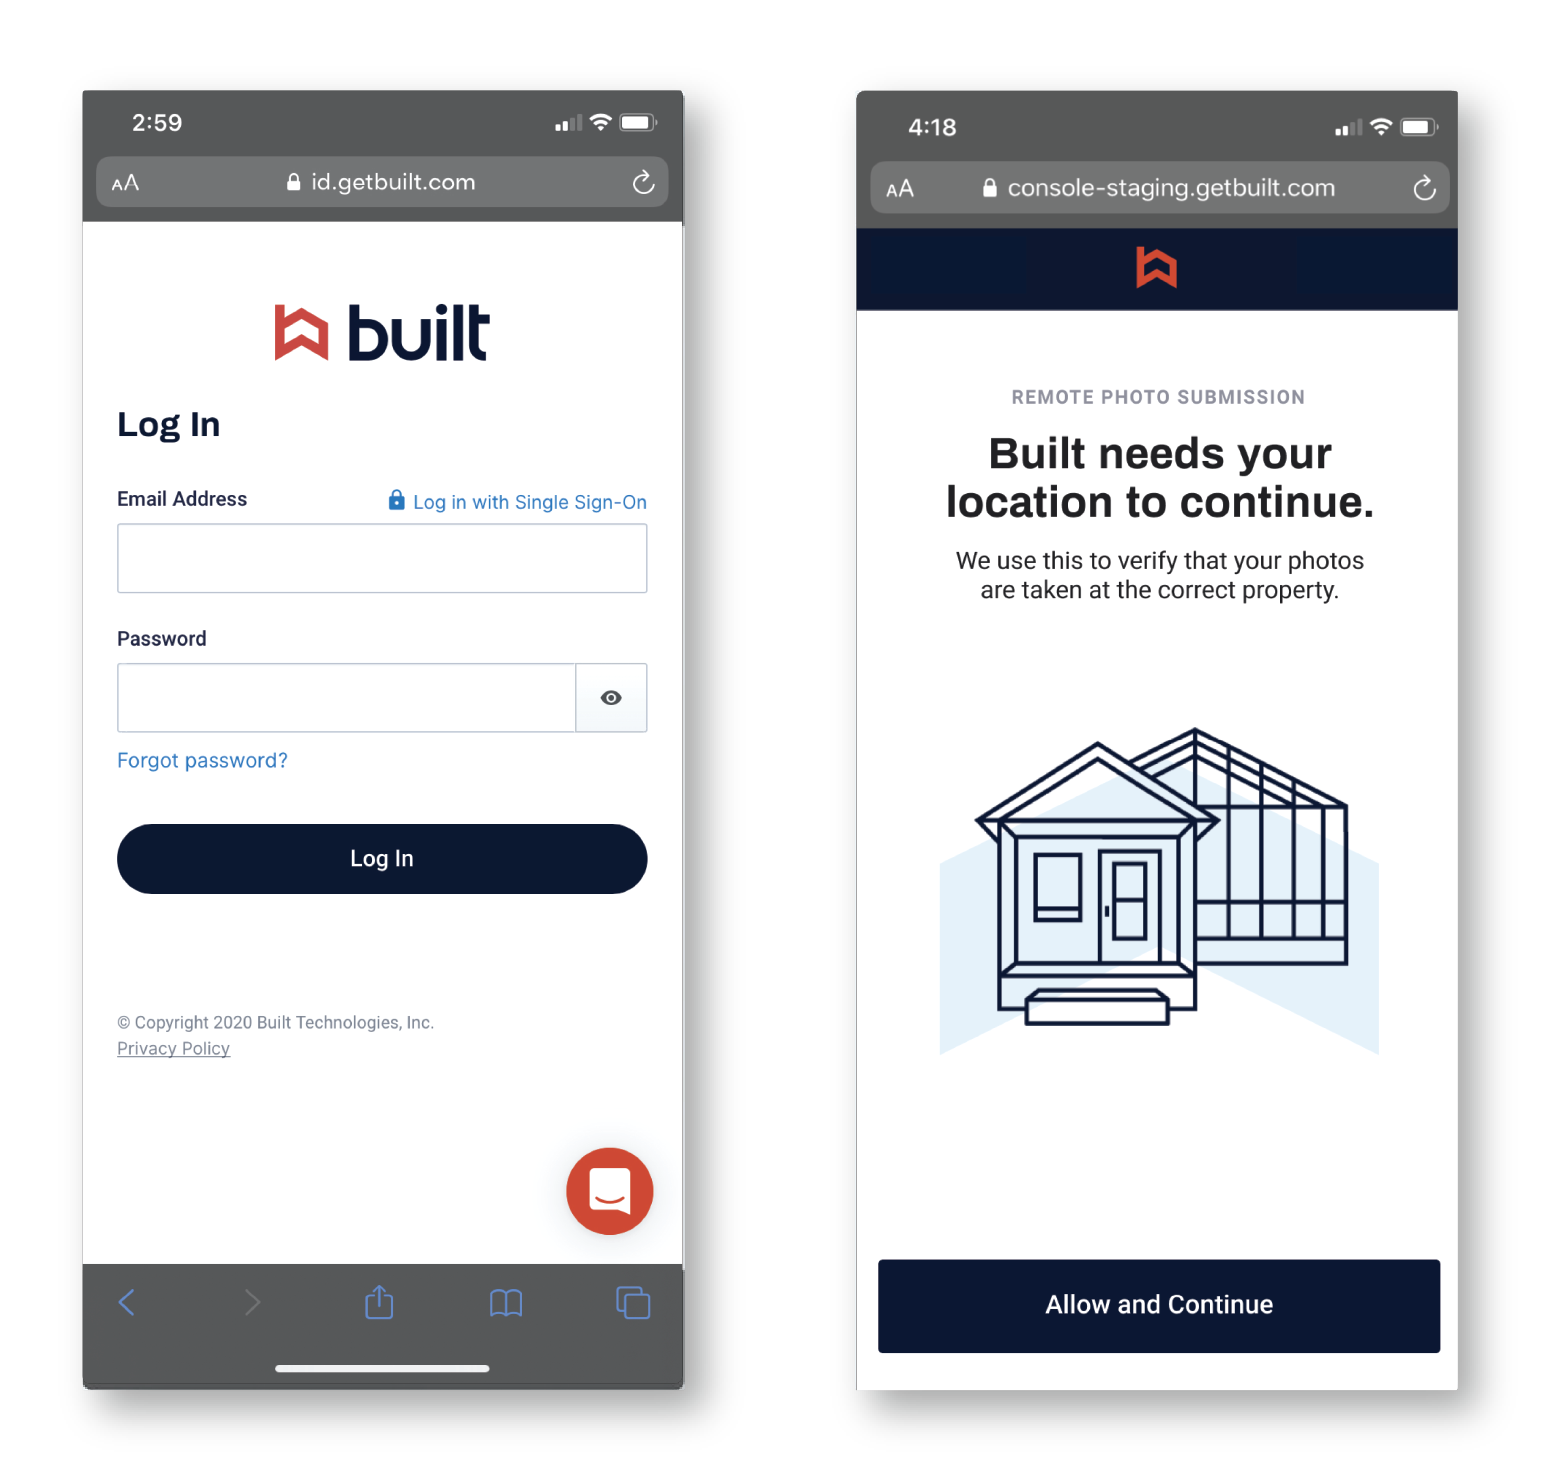 2:59
AA
id.getbuilt.com
built
Log In
Email Address
Log in with Single Sign-On
Password
Forgot password?
Log In
© Copyright 2020 Built Technologies, Inc.
Privacy Policy
4:18
AA
console-staging.getbuilt.com
REMOTE PHOTO SUBMISSION
Built needs your
location to continue.
We use this to verify that your photos
are taken at the correct property.
Allow and Continue